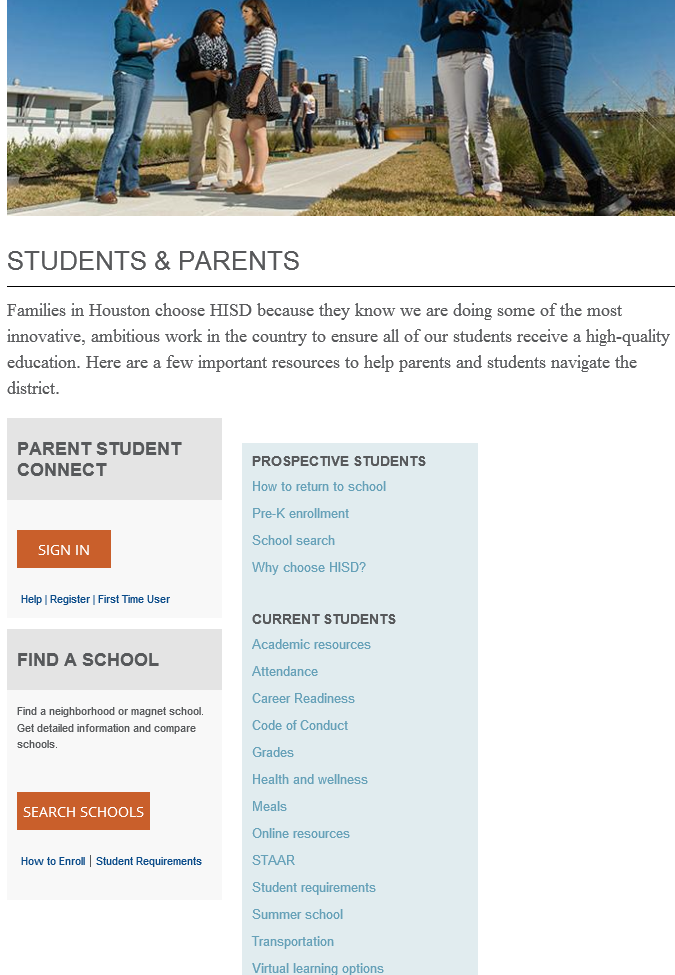 STUDENTS & PARENTS
Families in Houston choose HISD because they know we are doing some of the most
innovative, ambitious work in the country to ensure all of our students receive a high-quality
education. Here are a few important resources to help parents and students navigate the
district.
PARENT STUDENT
CONNECT
SIGN IN
Help | Register | First Time User
FIND A SCHOOL
Find a neighborhood or magnet school.
Get detailed information and compare
schools.
SEARCH SCHOOLS
How to Enroll | Student Requirements
PROSPECTIVE STUDENTS
How to return to school
Pre-K enrollment
School search
Why choose HISD?
CURRENT STUDENTS
Academic resources
Attendance
Career Readiness
Code of Conduct
Grades
Health and wellness
Meals
Online resources
STAAR
Student requirements
Summer school
Transportation
Virtual learning options